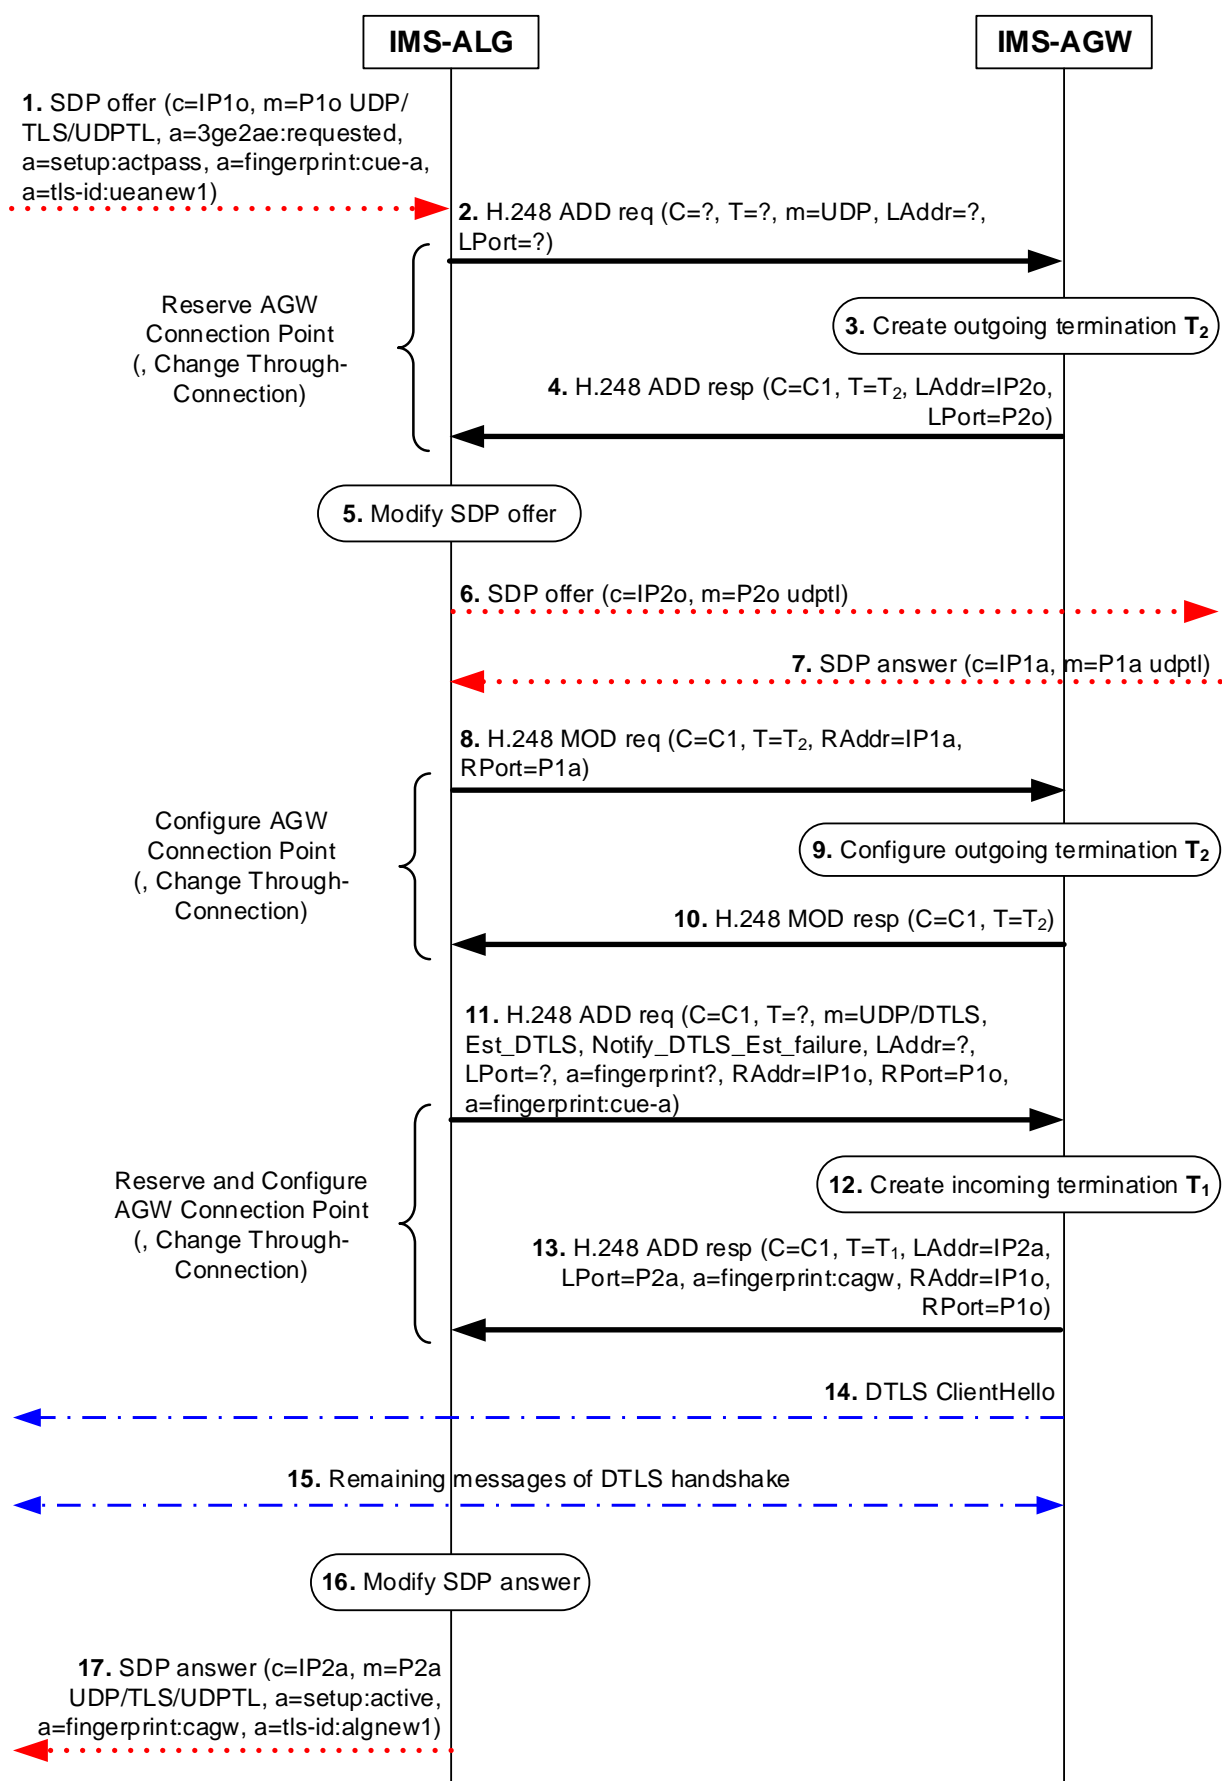 IMS-ALG
IMS-AGW
1. SDP offer (c=IP1o, m=P1o UDP/
TLS/UDPTL, a=3ge2ae:requested,
a=setup:actpass, a=fingerprint:cue-a,
a=tls-id:ueanew1)
2. H.248 ADD req (C=?, T=?, m=UDP, LAddr=?,
LPort=?)
Reserve AGW
Connection Point
(, Change Through-
Connection)
3. Create outgoing termination T2
4. H.248 ADD resp (C=C1, T=T2, LAddr=IP2o,
LPort=P2o)
5. Modify SDP offer
6. SDP offer (c=IP2o, m=P2o udptl)
7. SDP answer (c=IP1a, m=P1a udptl)
8. H.248 MOD req (C=C1, T=T2, RAddr=IP1a,
RPort=P1a)
Configure AGW
Connection Point
(, Change Through-
Connection)
9. Configure outgoing termination T2
10. H.248 MOD resp (C=C1, T=T2)
11. H.248 ADD req (C=C1, T=?, m=UDP/DTLS,
Est_DTLS, Notify_DTLS_Est_failure, LAddr=?,
LPort=?, a=fingerprint?, RAddr=IP1o, RPort=P1o,
a=fingerprint:cue-a)
Reserve and Configure
AGW Connection Point
(, Change Through-
Connection)
12. Create incoming termination T1
13. H.248 ADD resp (C=C1, T=T1, LAddr=IP2a,
LPort=P2a, a=fingerprint:cagw, RAddr=IP1o,
RPort=P1o)
14. DTLS ClientHello
15. Remaining messages of DTLS handshake
16. Modify SDP answer
17. SDP answer (c=IP2a, m=P2a
UDP/TLS/UDPTL, a=setup:active,
a=fingerprint:cagw, a=tls-id:algnew1)